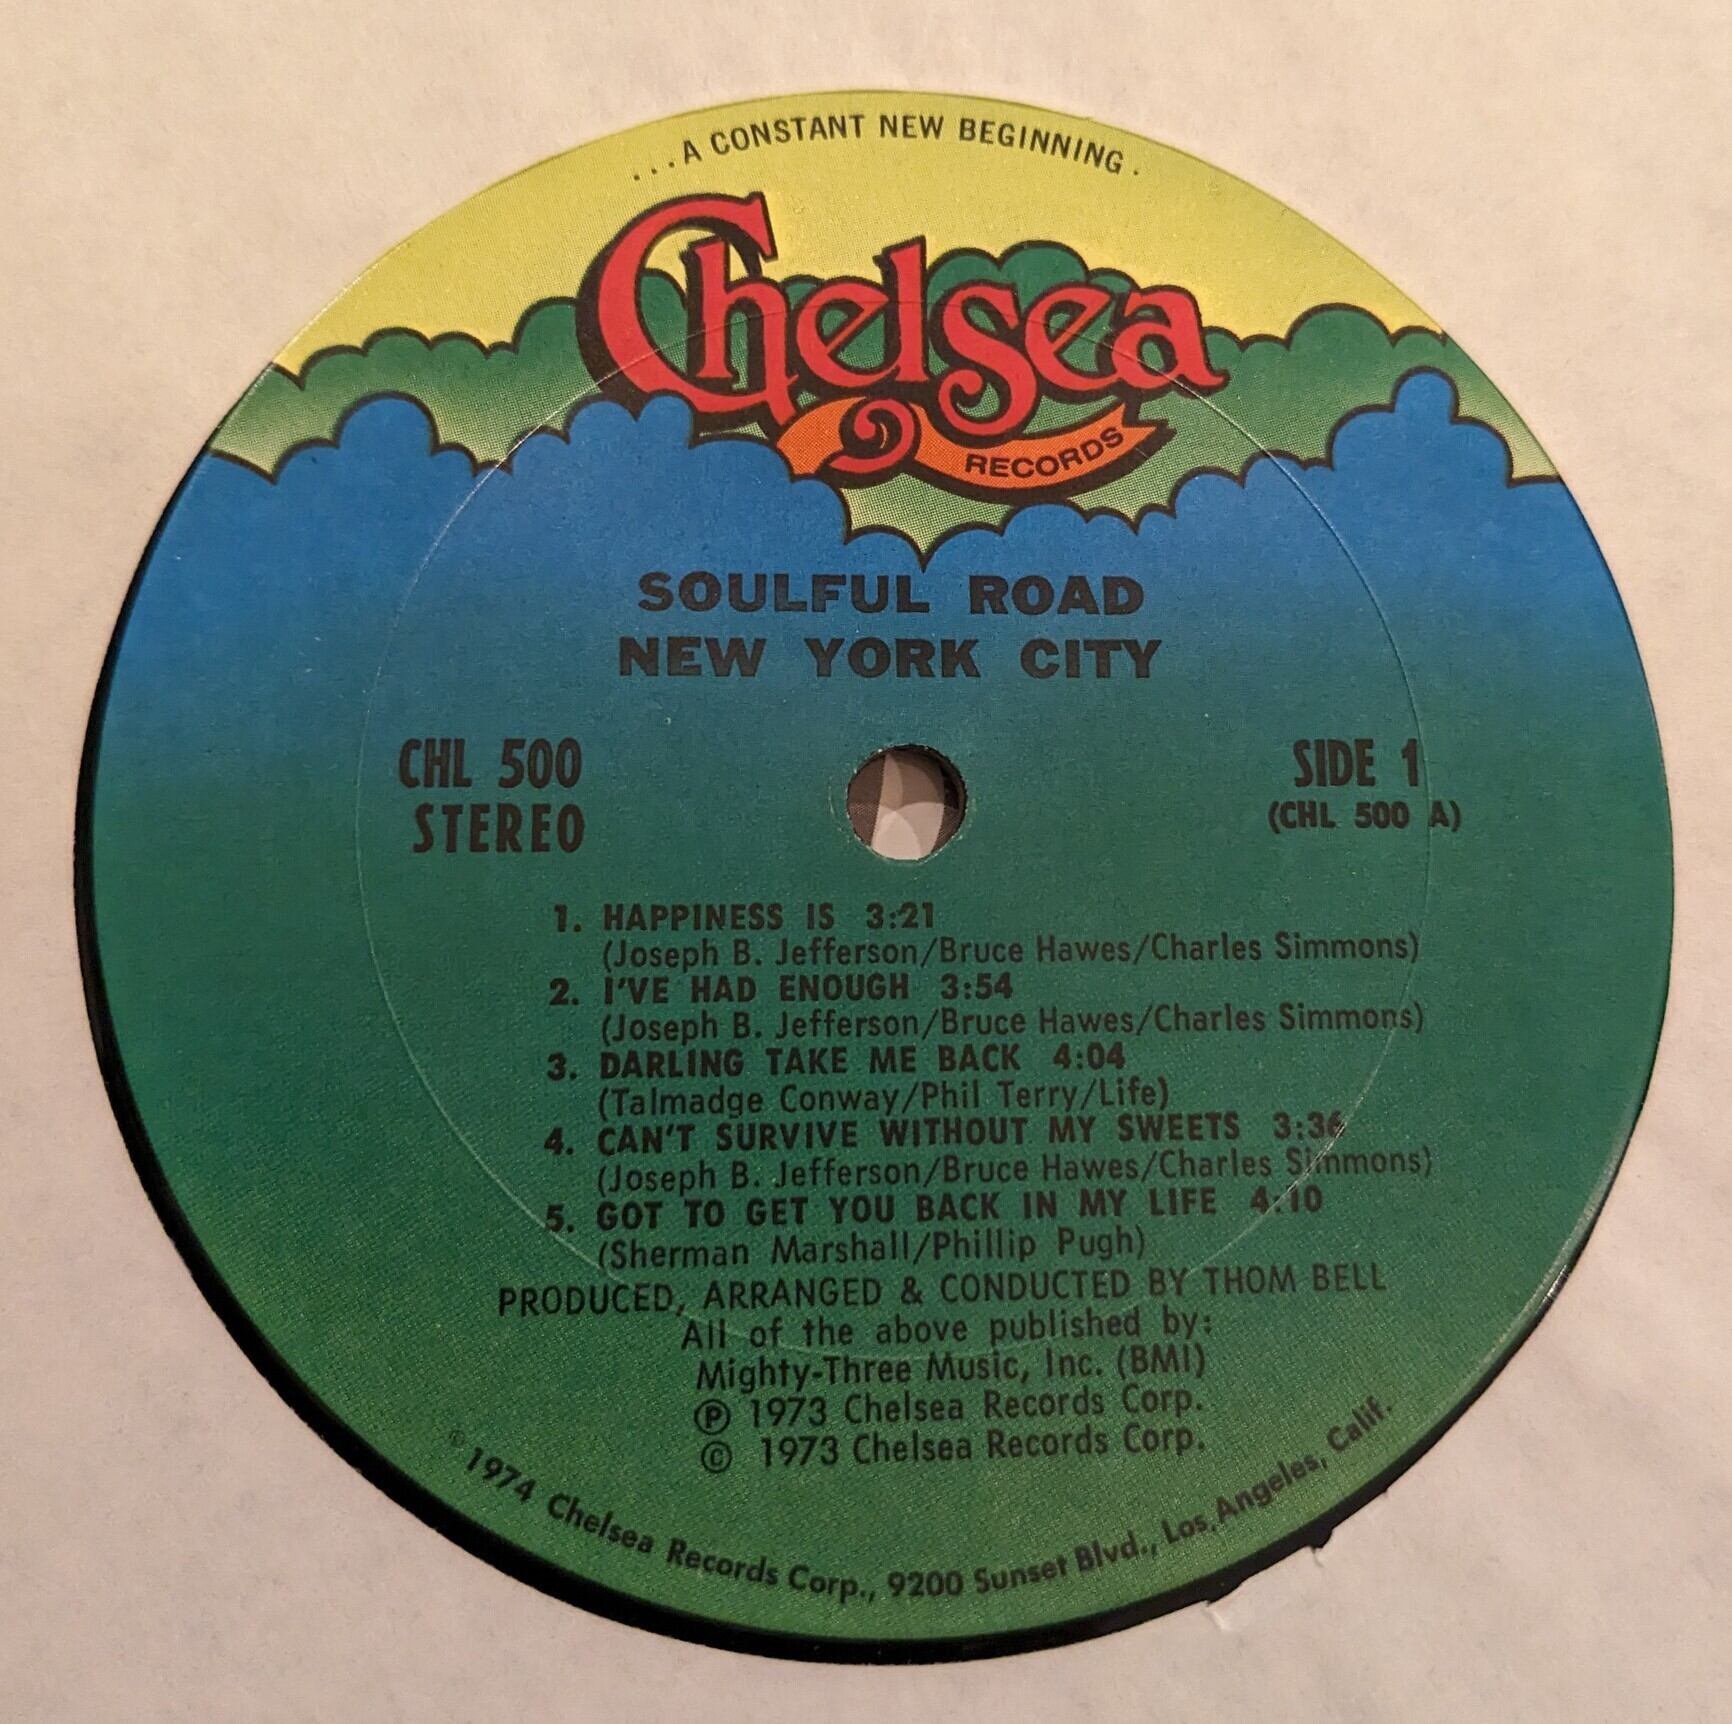 ...A CONSTANT NEW BEGINNING.
Chelsea
RECORDS
SOULFUL ROAD
NEW YORK CITY
CHL 500
STEREO
SIDE 1
(CHL 500 A)
1. HAPPINESS IS 3:21
(Joseph B. Jefferson/Bruce Hawes/Charles Simmons)
2. I'VE HAD ENOUGH 3:54
(Joseph B. Jefferson/Bruce Hawes/Charles Simmons)
3. DARLING TAKE ME BACK 4:04
(Talmadge Conway/Phil Terry/Life)
4. CAN'T SURVIVE WITHOUT MY SWEETS 3:36
(Joseph B. Jefferson/Bruce Hawes/Charles Simmons)
5. GOT TO GET YOU BACK IN MY LIFE 4:10
(Sherman Marshall/Phillip Pugh)
PRODUCED, ARRANGED & CONDUCTED BY THOM BELL
All of the above published by:
Mighty-Three Music, Inc. (BMI)
℗ 1973 Chelsea Records Corp.
© 1973 Chelsea Records Corp.
℗ 1974 Chelsea Records Corp., 9200 Sunset Blvd., Los Angeles, Calif.